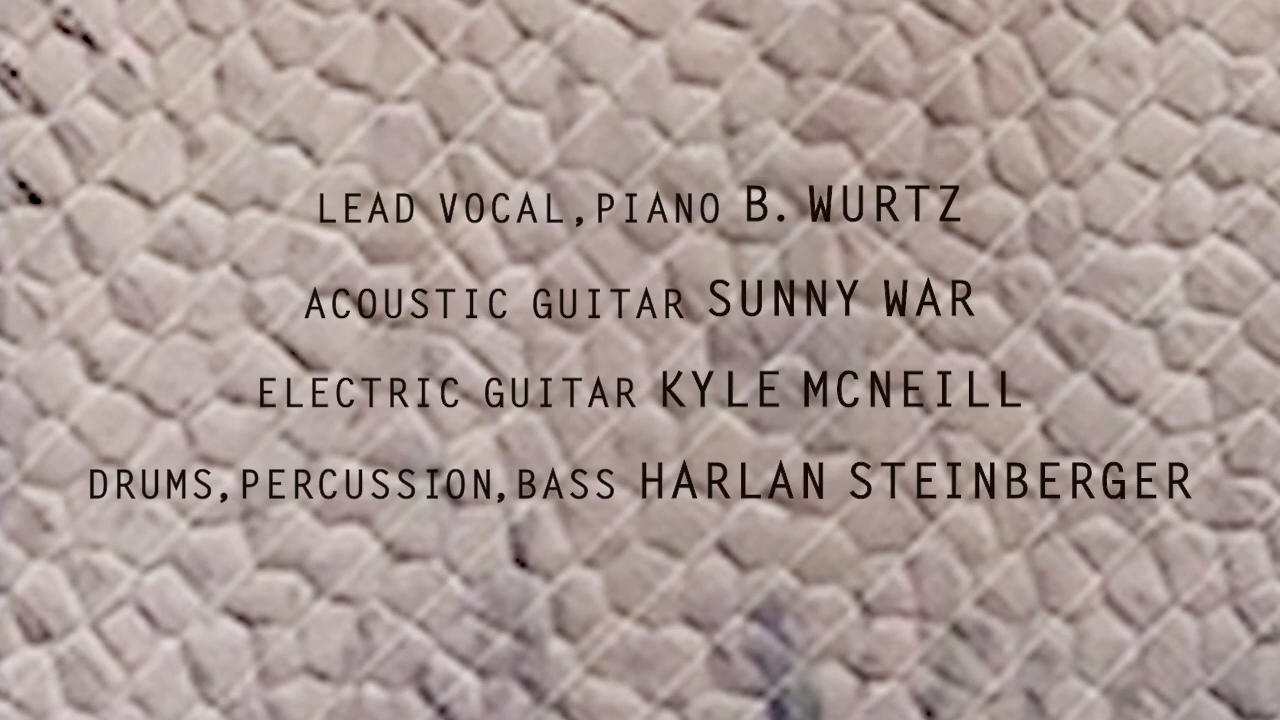 LEAD VOCAL, PIANO B. WURTZ
ACOUSTIC GUITAR SUNNY WAR
ELECTRIC GUITAR KYLE MCNEILL
DRUMS, PERCUSSION, BASS HARLAN STEINBERGER